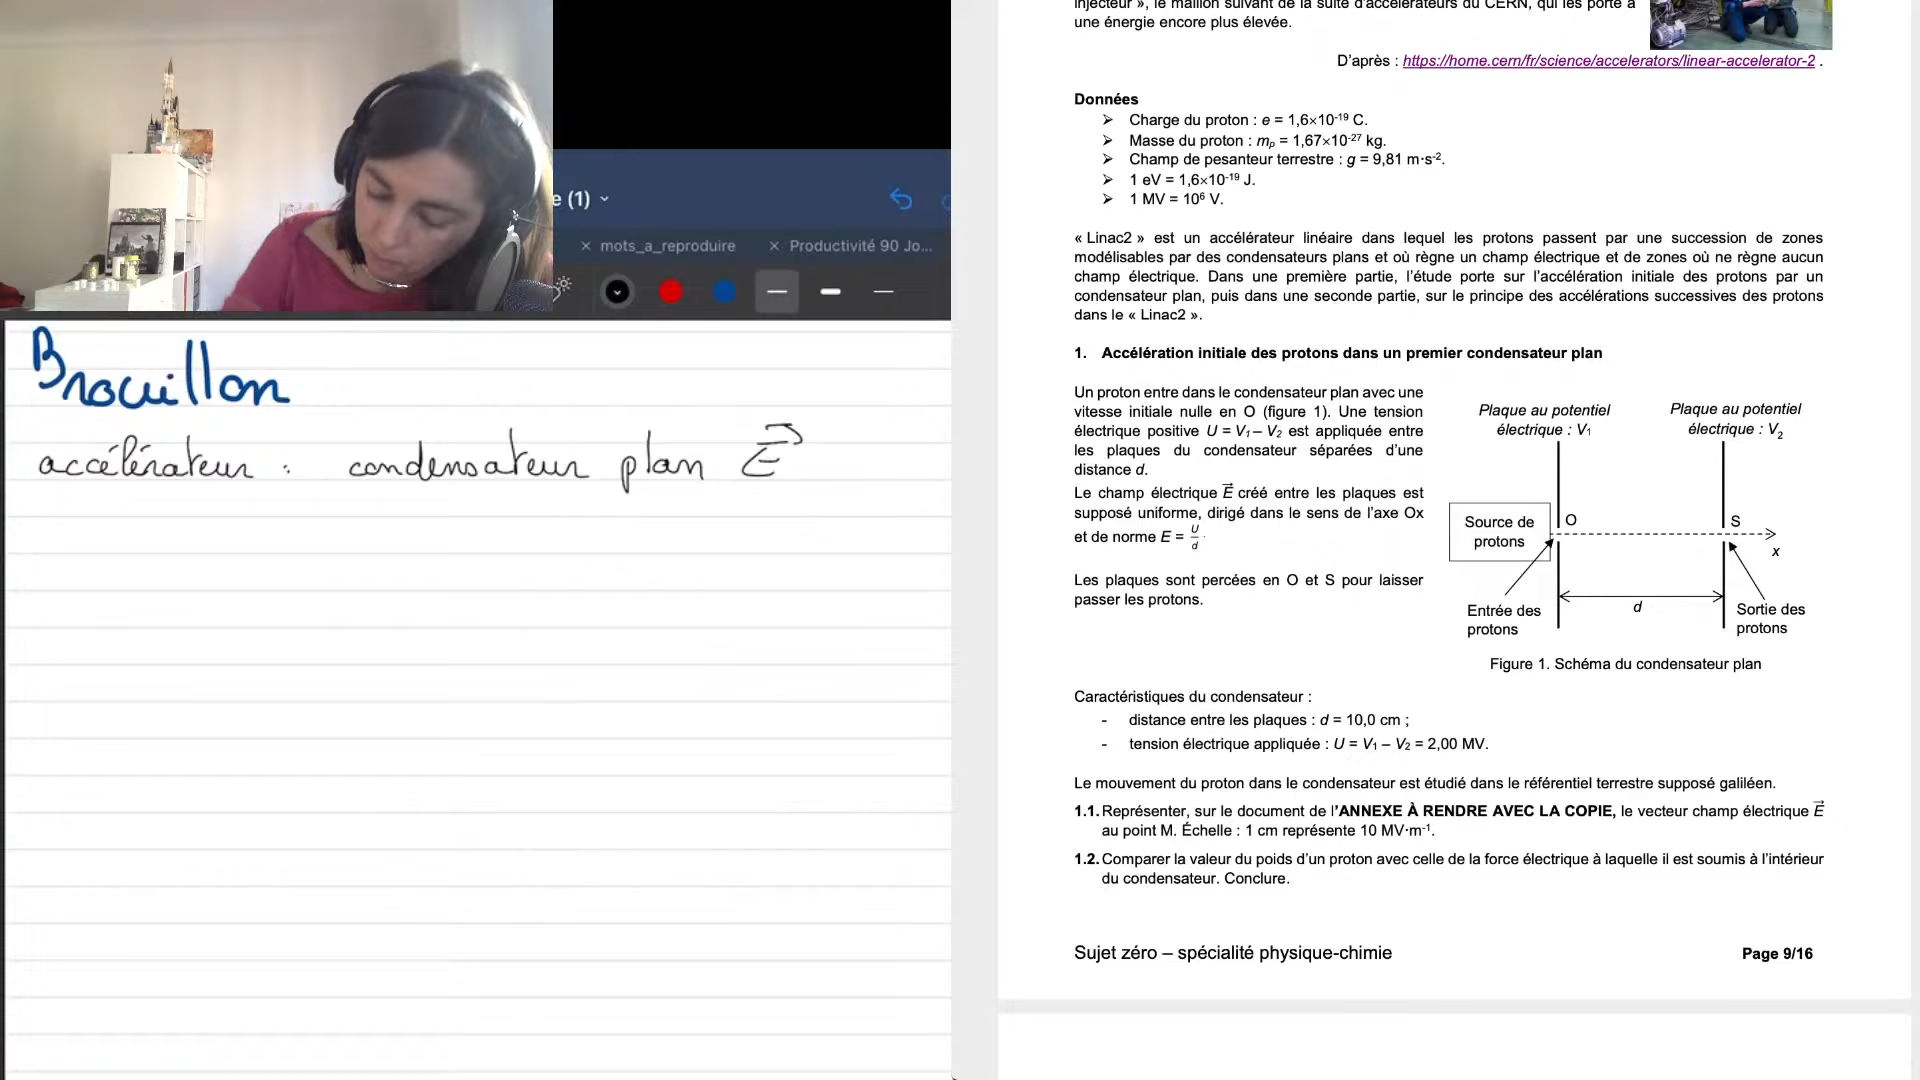 e (1)
mots_a_reproduire
Productivité 90 Jo...
Brouillon
accélérateur : condensateur plan E
injecteur », le maillon suivant de la suite d'accélérateurs du CERN, qui les porte à
une énergie encore plus élevée.
D'après : https://home.cern/fr/science/accelerators/linear-accelerator-2 .
Données
➢ Charge du proton : e = 1,6×10⁻¹⁹ C.
➢ Masse du proton : mₚ = 1,67×10⁻²⁷ kg.
➢ Champ de pesanteur terrestre : g = 9,81 m·s⁻².
➢ 1 eV = 1,6×10⁻¹⁹ J.
➢ 1 MV = 10⁶ V.
« Linac2 » est un accélérateur linéaire dans lequel les protons passent par une succession de zones
modélisables par des condensateurs plans et où règne un champ électrique et de zones où ne règne aucun
champ électrique. Dans une première partie, l'étude porte sur l'accélération initiale des protons par un
condensateur plan, puis dans une seconde partie, sur le principe des accélérations successives des protons
dans le « Linac2 ».
1. Accélération initiale des protons dans un premier condensateur plan
Un proton entre dans le condensateur plan avec une
vitesse initiale nulle en O (figure 1). Une tension
électrique positive U = V₁ – V₂ est appliquée entre
les plaques du condensateur séparées d'une
distance d.
Le champ électrique E⃗ créé entre les plaques est
supposé uniforme, dirigé dans le sens de l'axe Ox
et de norme E = U/d.
Les plaques sont percées en O et S pour laisser
passer les protons.
Plaque au potentiel
électrique : V₁
Plaque au potentiel
électrique : V₂
Source de
protons
O
S
x
d
Entrée des
protons
Sortie des
protons
Figure 1. Schéma du condensateur plan
Caractéristiques du condensateur :
- distance entre les plaques : d = 10,0 cm ;
- tension électrique appliquée : U = V₁ – V₂ = 2,00 MV.
Le mouvement du proton dans le condensateur est étudié dans le référentiel terrestre supposé galiléen.
1.1. Représenter, sur le document de l'ANNEXE À RENDRE AVEC LA COPIE, le vecteur champ électrique E⃗
au point M. Échelle : 1 cm représente 10 MV·m⁻¹.
1.2. Comparer la valeur du poids d'un proton avec celle de la force électrique à laquelle il est soumis à l'intérieur
du condensateur. Conclure.
Sujet zéro – spécialité physique-chimie
Page 9/16